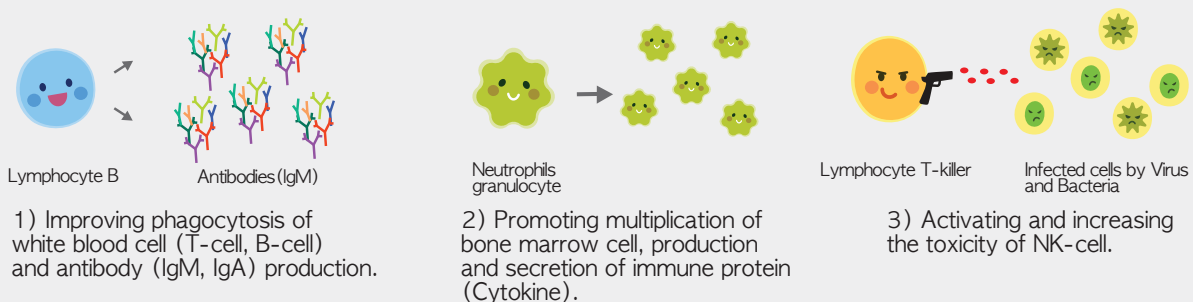 Lymphocyte B
Antibodies (IgM)
1) Improving phagocytosis of
white blood cell (T-cell, B-cell)
and antibody (IgM, IgA) production.
Neutrophils
granulocyte
2) Promoting multiplication of
bone marrow cell, production
and secretion of immune protein
(Cytokine).
Lymphocyte T-killer
Infected cells by Virus
and Bacteria
3) Activating and increasing
the toxicity of NK-cell.